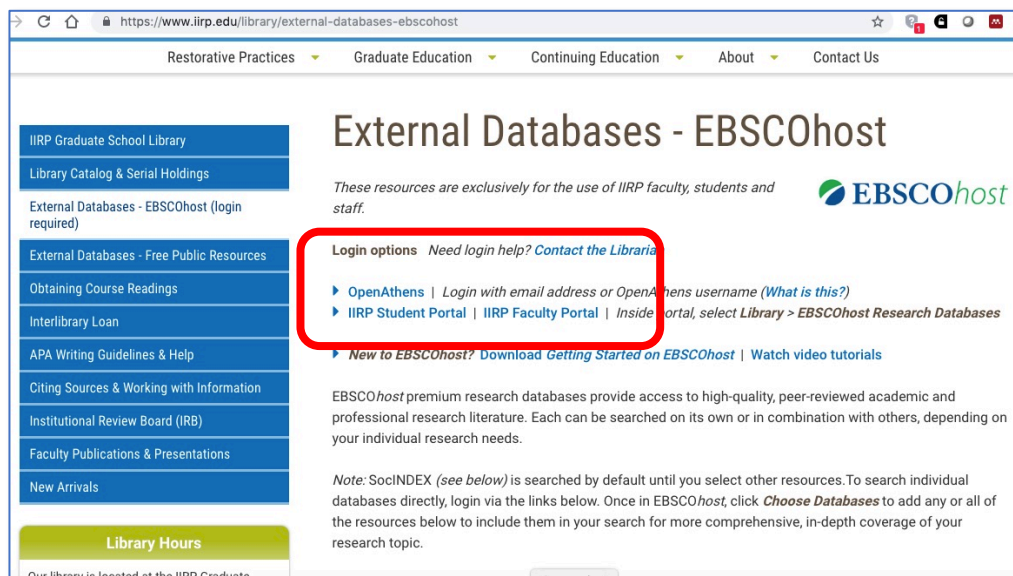 https://www.iirp.edu/library/external-databases-ebscohost
1
Restorative Practices
Graduate Education
Continuing Education
About
Contact Us
IIRP Graduate School Library
Library Catalog & Serial Holdings
External Databases - EBSCOhost (login
required)
External Databases - Free Public Resources
Obtaining Course Readings
Interlibrary Loan
APA Writing Guidelines & Help
Citing Sources & Working with Information
Institutional Review Board (IRB)
Faculty Publications & Presentations
New Arrivals
Library Hours
External Databases - EBSCOhost
These resources are exclusively for the use of IIRP faculty, students and
staff.
EBSCOhost
Login options Need login help? Contact the Librarian
OpenAthens | Login with email address or OpenAthens username (What is this?)
IIRP Student Portal | IIRP Faculty Portal | Inside portal, select Library > EBSCOhost Research Databases
New to EBSCOhost? Download Getting Started on EBSCOhost | Watch video tutorials
EBSCOhost premium research databases provide access to high-quality, peer-reviewed academic and
professional research literature. Each can be searched on its own or in combination with others, depending on
your individual research needs.
Note: SocINDEX (see below) is searched by default until you select other resources.To search individual
databases directly, login via the links below. Once in EBSCOhost, click Choose Databases to add any or all of
the resources below to include them in your search for more comprehensive, in-depth coverage of your
research topic.